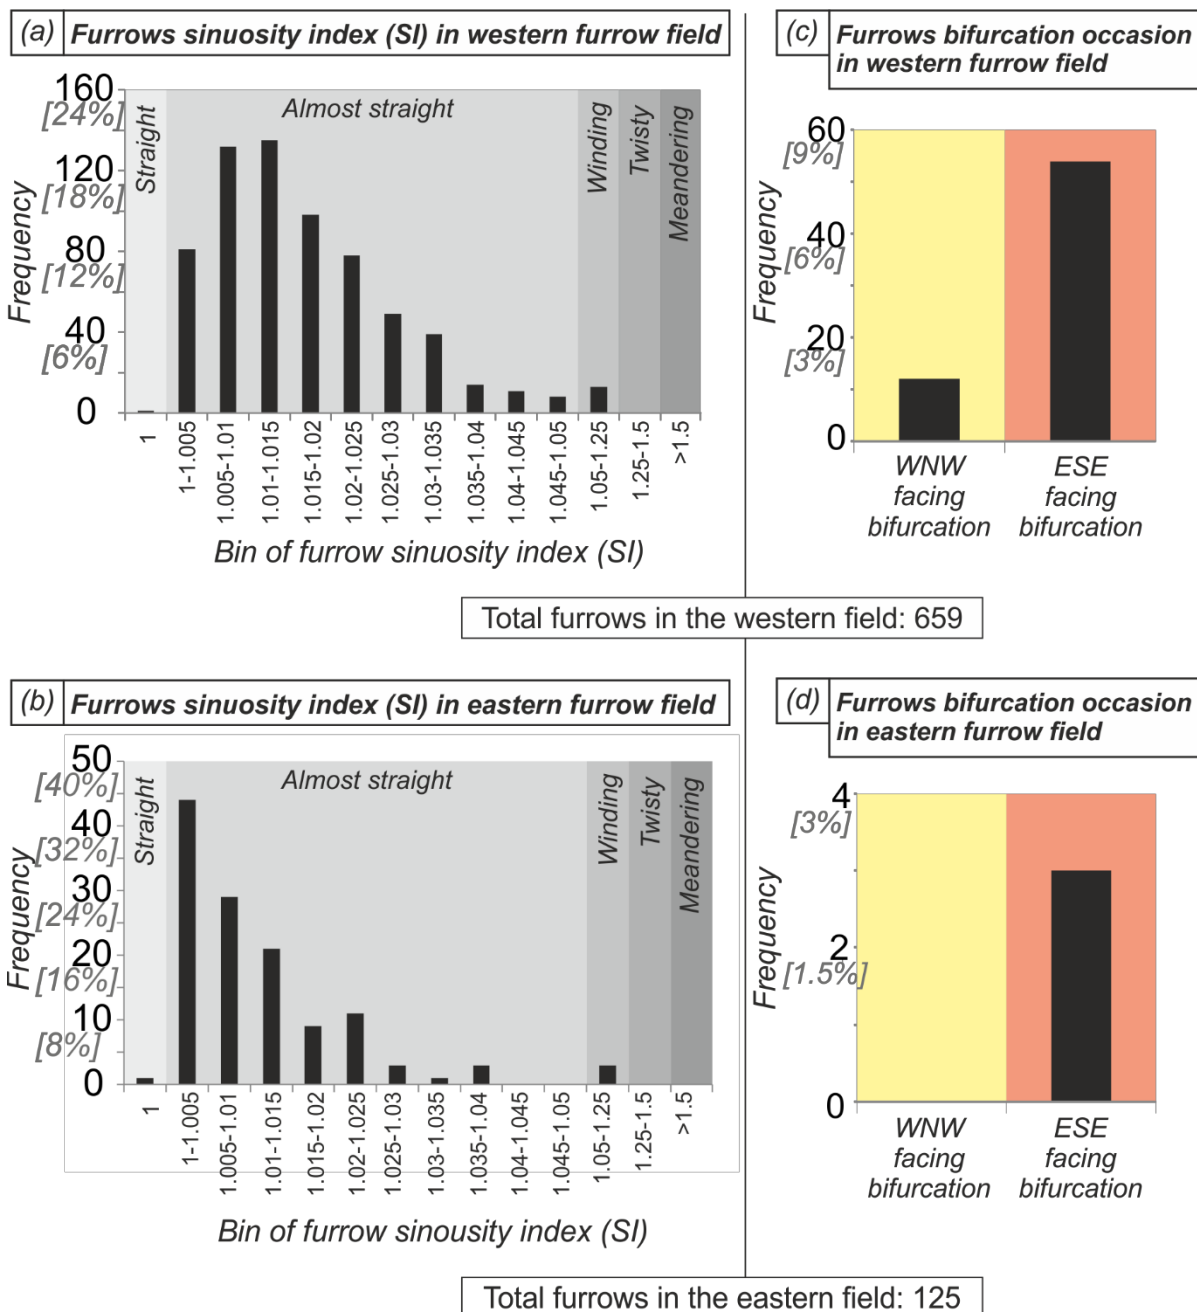 (a) Furrows sinuosity index (SI) in western furrow field
160
[24%]
120
[18%]
80
[12%]
40
[6%]
0
Frequency
Straight
Almost straight
Winding
Twisty
Meandering
1
1-1.005
1.005-1.01
1.01-1.015
1.015-1.02
1.02-1.025
1.025-1.03
1.03-1.035
1.035-1.04
1.04-1.045
1.045-1.05
1.05-1.25
1.25-1.5
>1.5
Bin of furrow sinuosity index (SI)
(c) Furrows bifurcation occasion
in western furrow field
60
[9%]
40
[6%]
20
[3%]
0
Frequency
WNW
facing
bifurcation
ESE
facing
bifurcation
Total furrows in the western field: 659
(b) Furrows sinuosity index (SI) in eastern furrow field
50
[40%]
40
[32%]
30
[24%]
20
[16%]
10
[8%]
0
Frequency
Straight
Almost straight
Winding
Twisty
Meandering
1
1-1.005
1.005-1.01
1.01-1.015
1.015-1.02
1.02-1.025
1.025-1.03
1.03-1.035
1.035-1.04
1.04-1.045
1.045-1.05
1.05-1.25
1.25-1.5
>1.5
Bin of furrow sinousity index (SI)
(d) Furrows bifurcation occasion
in eastern furrow field
4
[3%]
2
[1.5%]
0
Frequency
WNW
facing
bifurcation
ESE
facing
bifurcation
Total furrows in the eastern field: 125